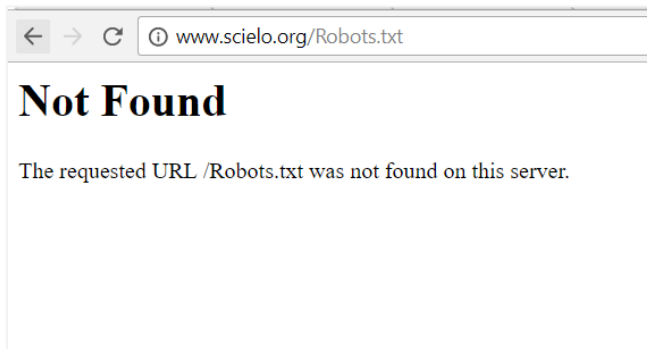 www.scielo.org/Robots.txt
Not Found
The requested URL /Robots.txt was not found on this server.